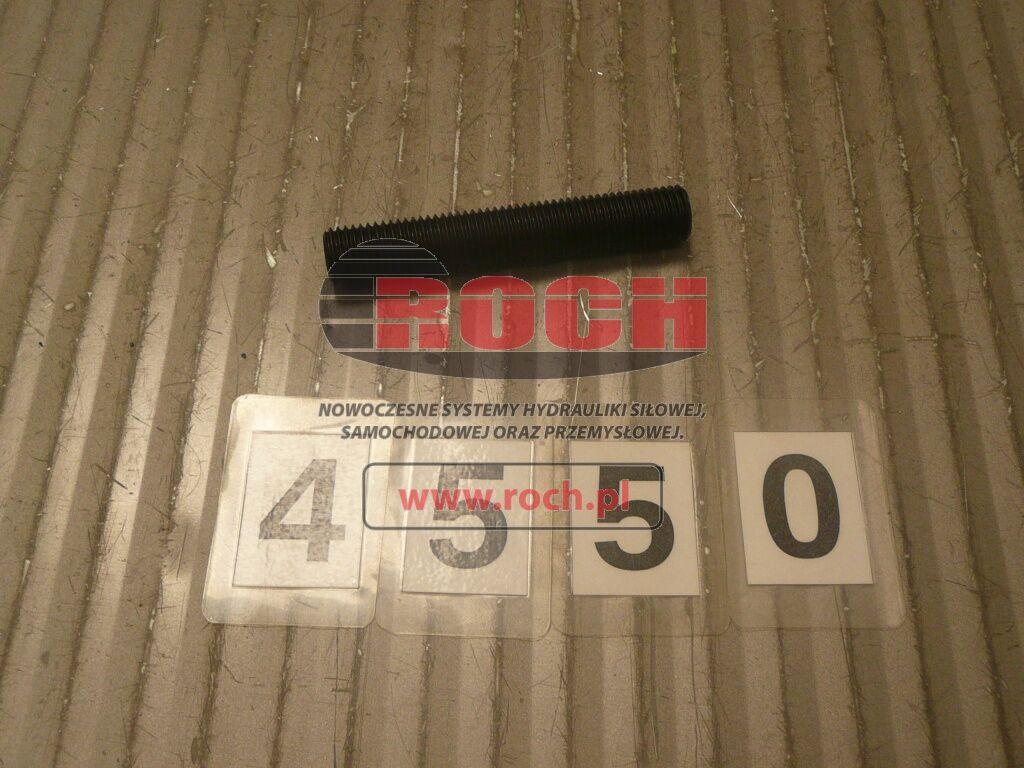 ROCH
NOWOCZESNE SYSTEMY HYDRAULIKI SIŁOWEJ,
SAMOCHODOWEJ ORAZ PRZEMYSŁOWEJ.
www.roch.pl
4 5 5 0